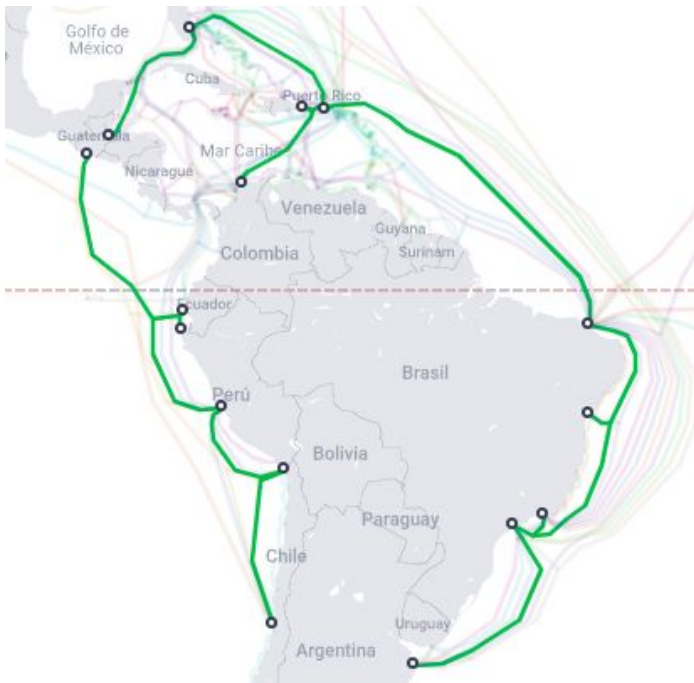 Golfo de
México
Cuba
Puerto Rico
Guatemala
Mar Caribe
Nicaragua
Venezuela
Guyana
Colombia
Surinam
Ecuador
Brasil
Perú
Bolivia
Paraguay
Chile
Uruguay
Argentina